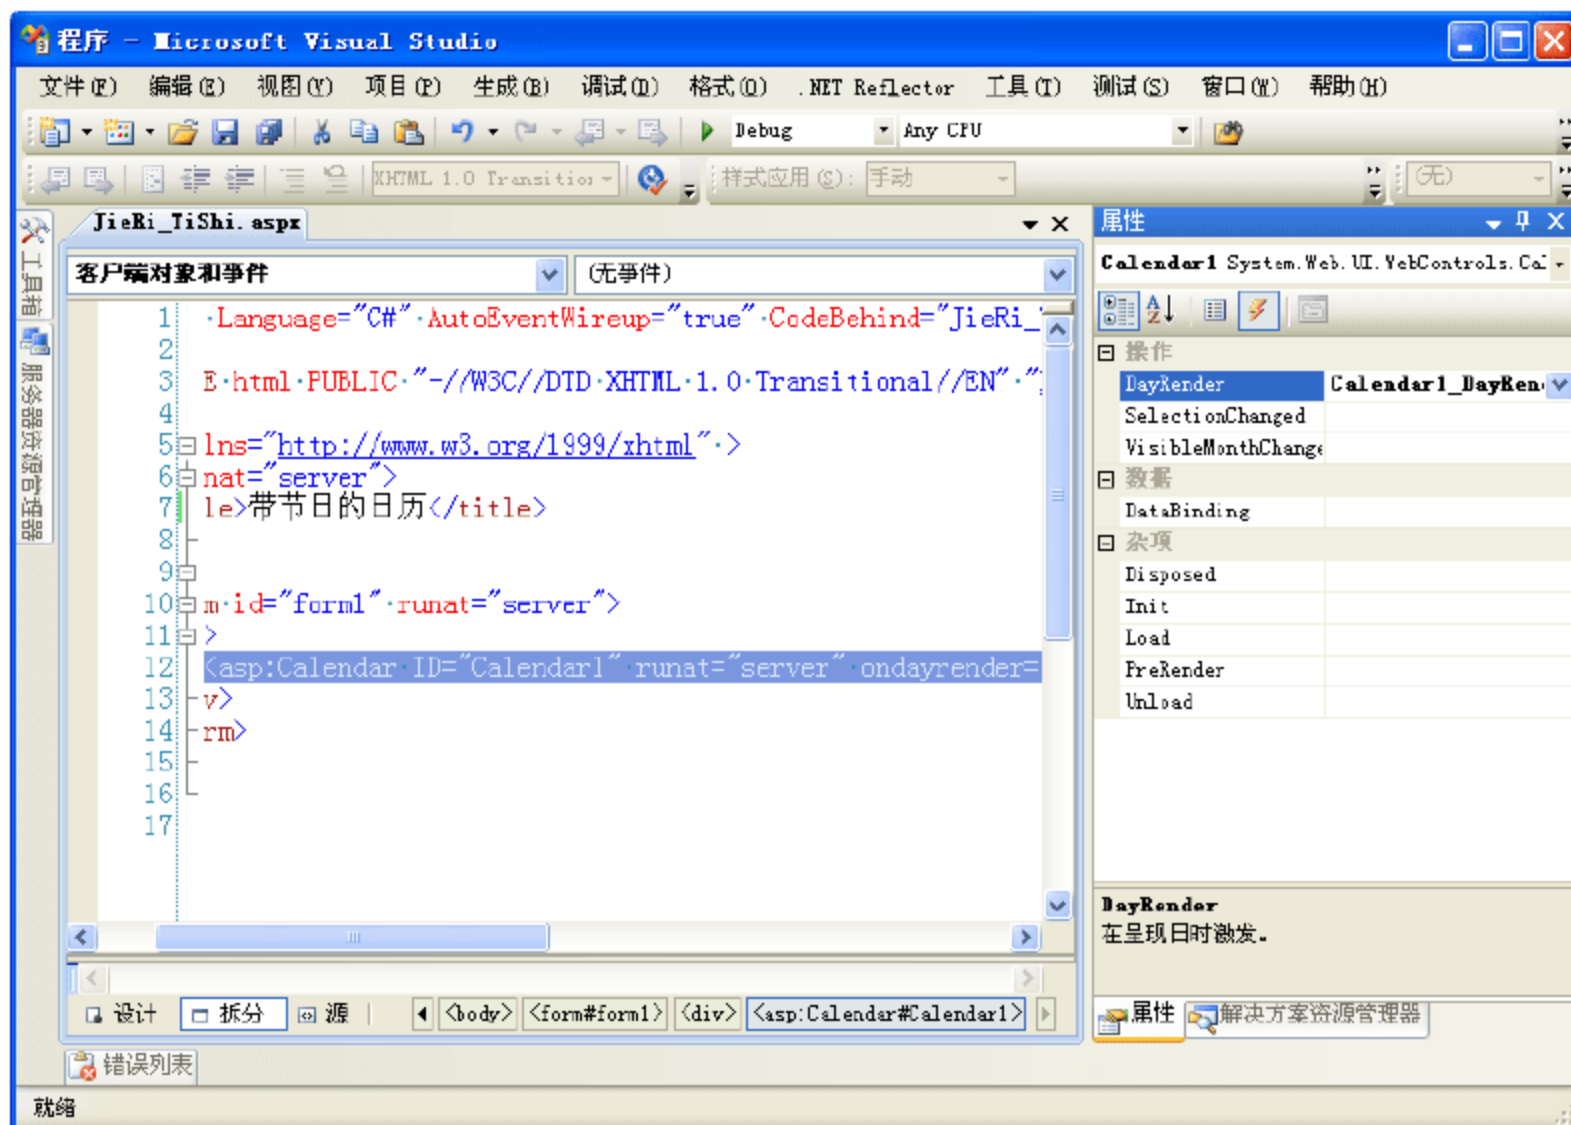 程序 - Microsoft Visual Studio
文件(F) 编辑(E) 视图(V) 项目(P) 生成(B) 调试(D) 格式(O) .NET Reflector 工具(T) 测试(S) 窗口(W) 帮助(H)
Debug Any CPU
XHTML 1.0 Transition 样式应用(S): 手动 (无)
JieRi_TiShi.aspx
客户端对象和事件 (无事件)
1 Language="C#" AutoEventWireup="true" CodeBehind="JieRi_
2
3 E html PUBLIC "-//W3C//DTD XHTML 1.0 Transitional//EN" "
4
5 lns="http://www.w3.org/1999/xhtml" >
6 nat="server">
7 le>带节日的日历</title>
8
9
10 m id="form1" runat="server">
11 >
12 <asp:Calendar ID="Calendar1" runat="server" ondayrender=
13 v>
14 rm>
15
16
17
设计 拆分 源 <body> <form#form1> <div> <asp:Calendar#Calendar1>
错误列表
就绪
工具箱
服务器资源管理器
属性
Calendar1 System.Web.UI.WebControls.Cal
操作
DayRender Calendar1_DayRen
SelectionChanged
VisibleMonthChange
数据
DataBinding
杂项
Disposed
Init
Load
PreRender
Unload
DayRender
在呈现日时激发。
属性 解决方案资源管理器